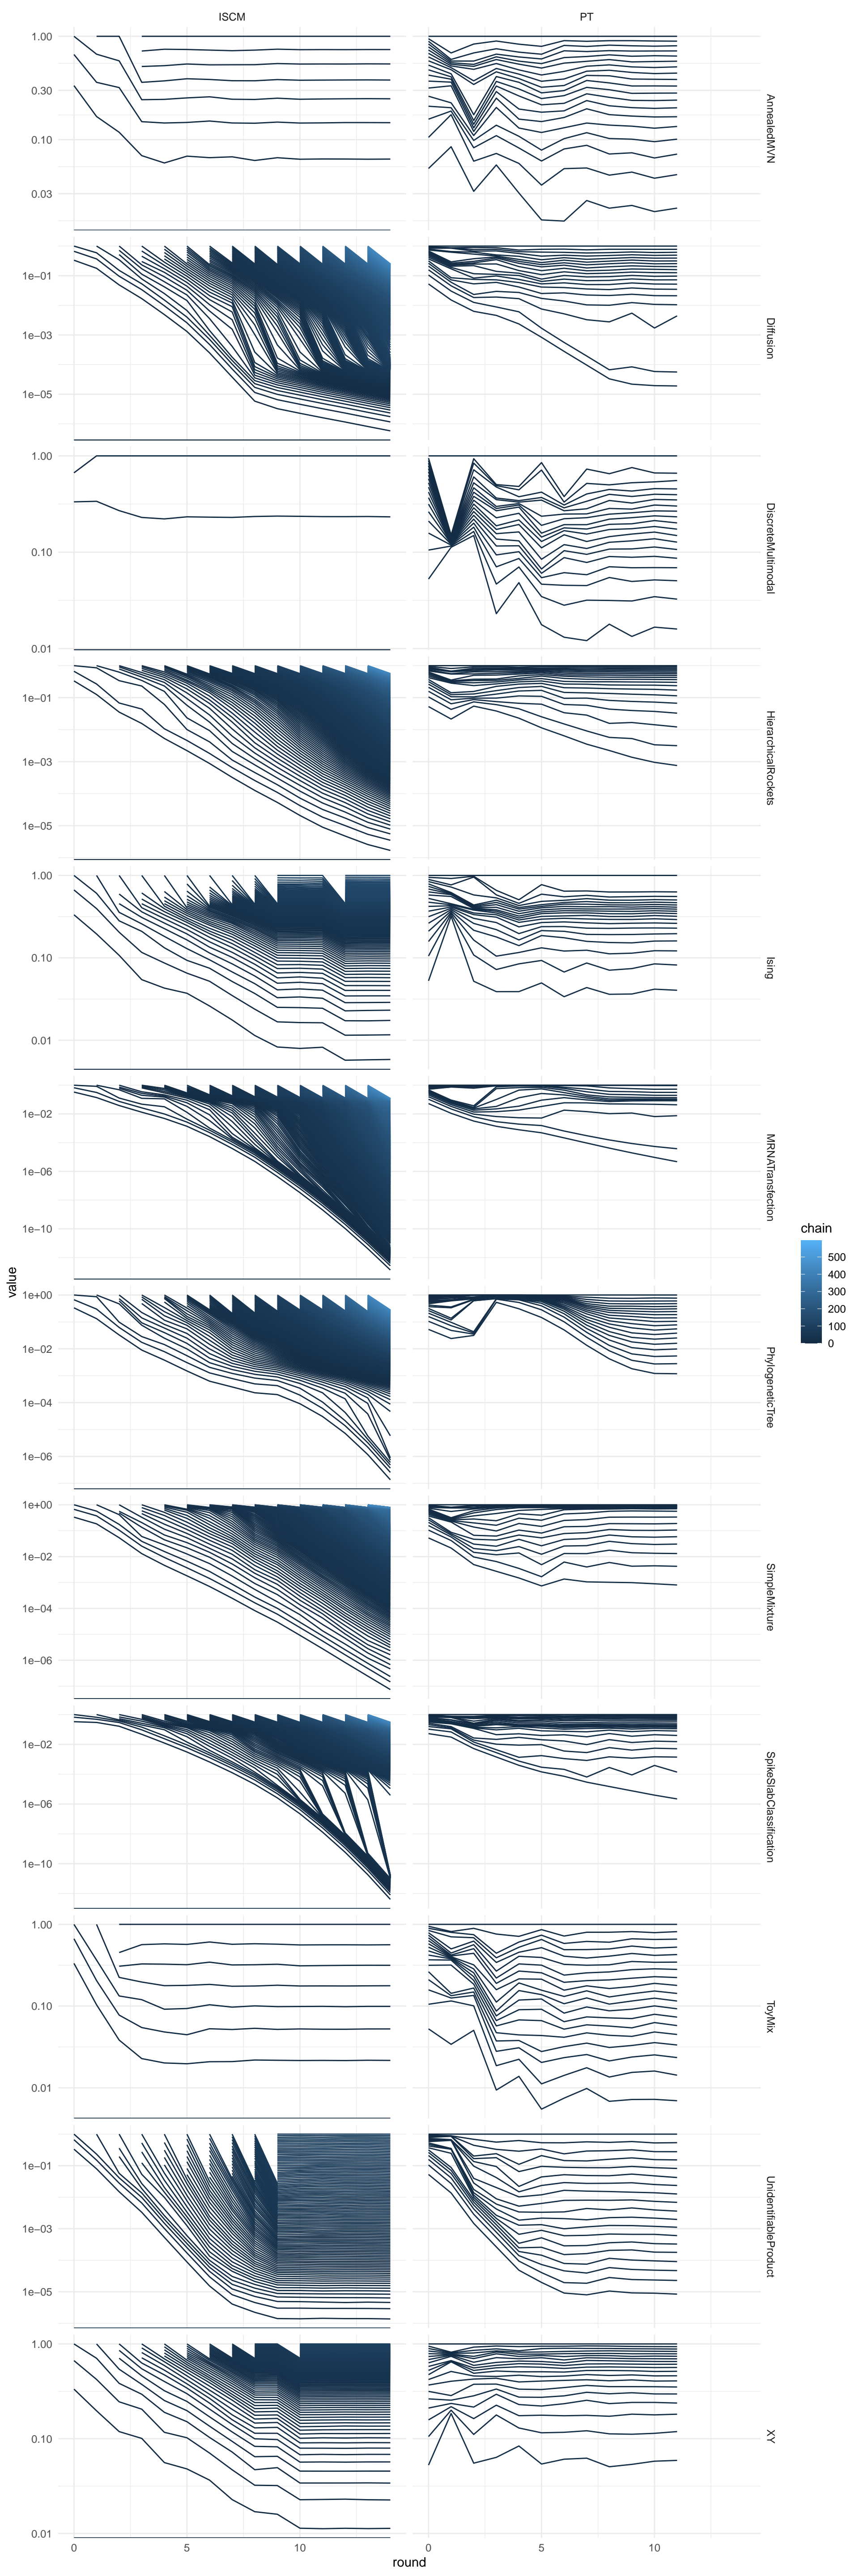 ISCM
PT
1.00
0.30
0.10
0.03
AnnealedMVN
1e−01
1e−03
1e−05
Diffusion
1.00
0.10
0.01
DiscreteMultimodal
1e−01
1e−03
1e−05
HierarchicalRockets
1.00
0.10
0.01
Ising
1e−02
1e−06
1e−10
MRNATransfection
1e+00
1e−02
1e−04
1e−06
PhylogeneticTree
1e+00
1e−02
1e−04
1e−06
SimpleMixture
1e−02
1e−06
1e−10
SpikeSlabClassification
1.00
0.10
0.01
ToyMix
1e−01
1e−03
1e−05
UnidentifiableProduct
1.00
0.10
0.01
XY
0
5
10
0
5
10
round
value
chain
500
400
300
200
100
0